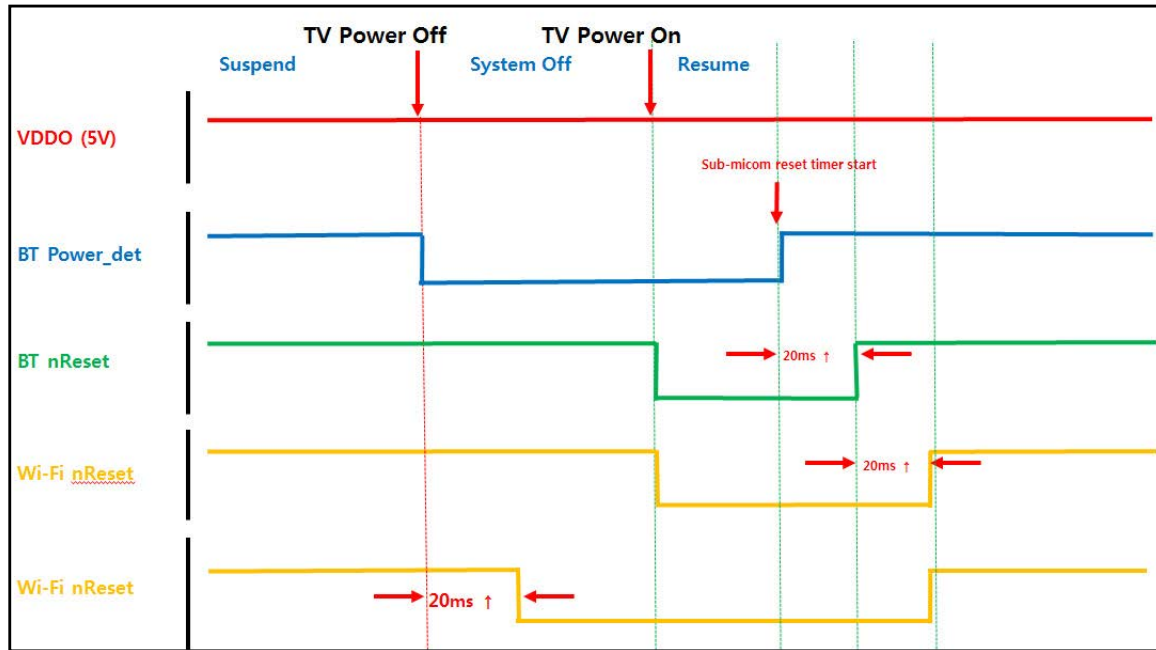 TV Power Off
TV Power On
Suspend
System Off
Resume
VDDO (5V)
Sub-micom reset timer start
BT Power_det
BT nReset
20ms ↑
Wi-Fi nReset
20ms ↑
Wi-Fi nReset
20ms ↑